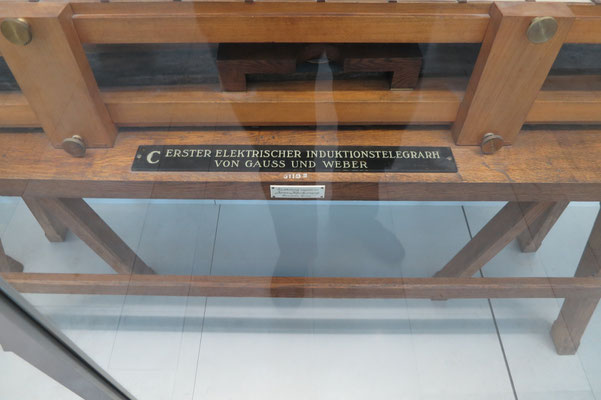 C ERSTER ELEKTRISCHER INDUKTIONSTELEGRAPH
VON GAUSS UND WEBER